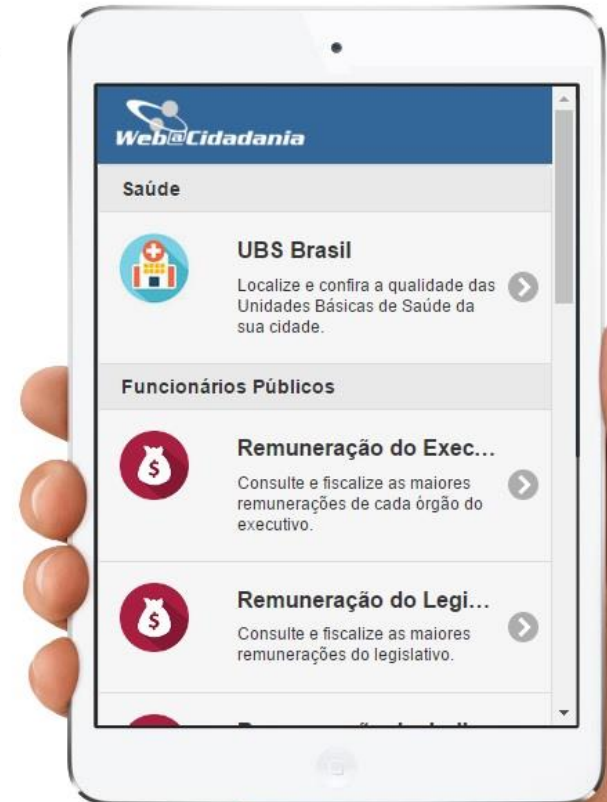 Web@Cidadania
Saúde
UBS Brasil
Localize e confira a qualidade das
Unidades Básicas de Saúde da
sua cidade.
Funcionários Públicos
Remuneração do Exec...
Consulte e fiscalize as maiores
remunerações de cada órgão do
executivo.
Remuneração do Legi...
Consulte e fiscalize as maiores
remunerações do legislativo.